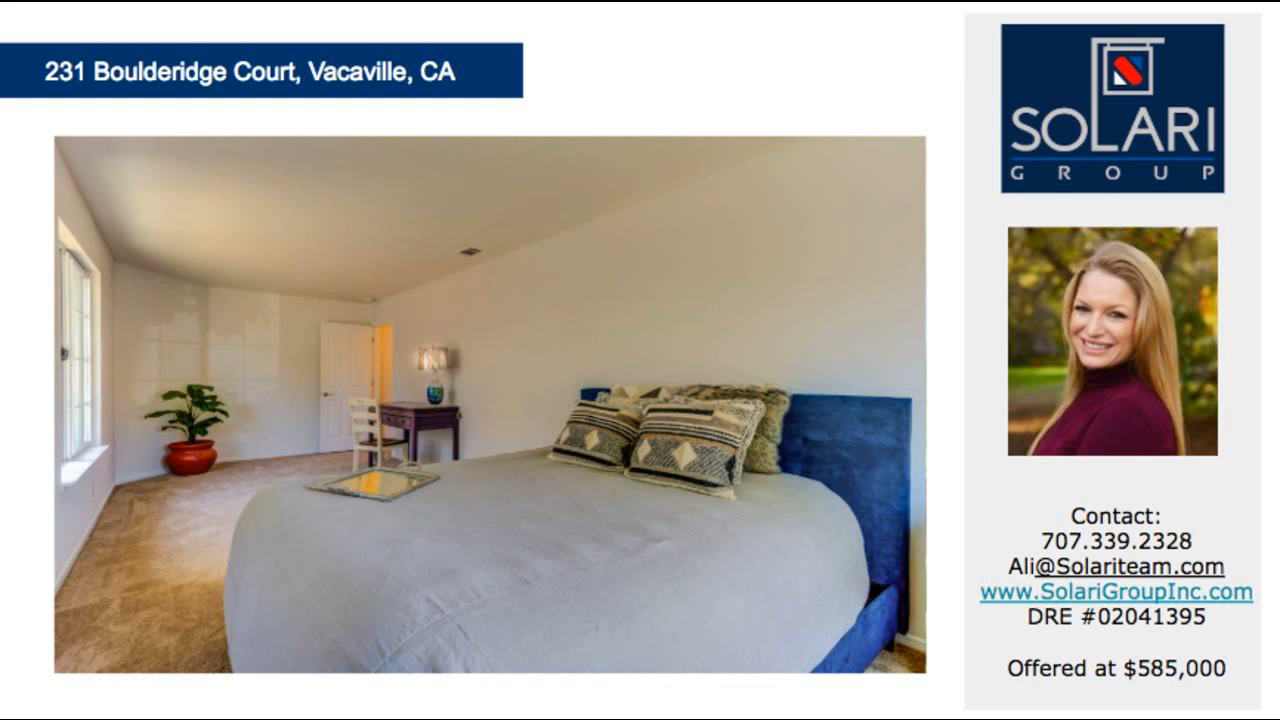 231 Boulderidge Court, Vacaville, CA
SOLARI
GROUP
Contact:
707.339.2328
Ali@Solariteam.com
www.SolariGroupInc.com
DRE #02041395
Offered at $585,000